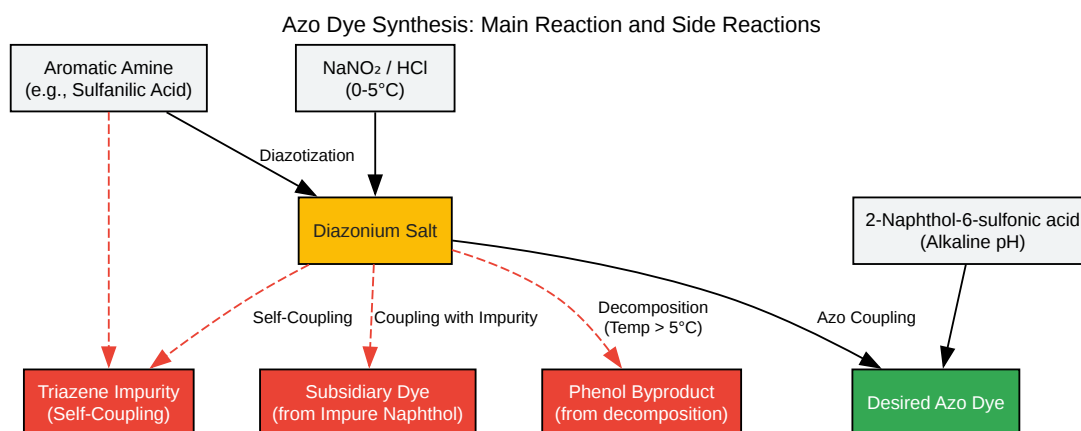 Azo Dye Synthesis: Main Reaction and Side Reactions
Aromatic Amine
(e.g., Sulfanilic Acid)
NaNO₂ / HCl
(0-5°C)
Diazotization
Diazonium Salt
2-Naphthol-6-sulfonic acid
(Alkaline pH)
Self-Coupling
Coupling with Impurity
Decomposition
(Temp > 5°C)
Azo Coupling
Triazene Impurity
(Self-Coupling)
Subsidiary Dye
(from Impure Naphthol)
Phenol Byproduct
(from decomposition)
Desired Azo Dye